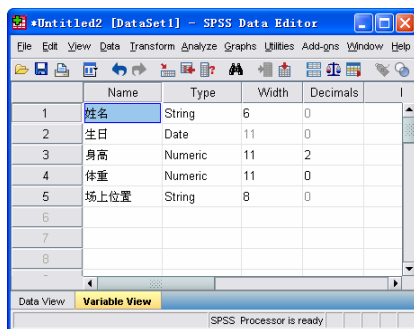 *Untitled2 [DataSet1] - SPSS Data Editor
File Edit View Data Transform Analyze Graphs Utilities Add-ons Window Help
Name Type Width Decimals
1 姓名 String 6 0
2 生日 Date 11 0
3 身高 Numeric 11 2
4 体重 Numeric 11 0
5 场上位置 String 8 0
6
7
8
Data View Variable View
SPSS Processor is ready